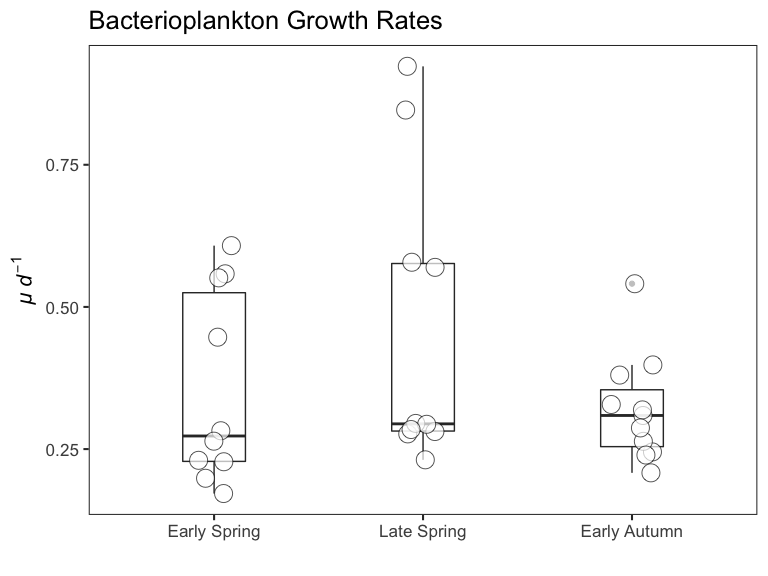 Bacterioplankton Growth Rates
μ d⁻¹
0.75
0.50
0.25
Early Spring
Late Spring
Early Autumn